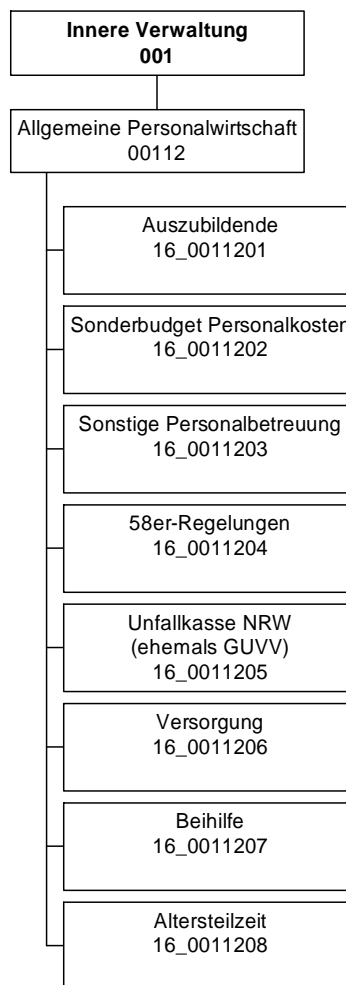 Innere Verwaltung
001
Allgemeine Personalwirtschaft
00112
Auszubildende
16_0011201
Sonderbudget Personalkosten
16_0011202
Sonstige Personalbetreuung
16_0011203
58er-Regelungen
16_0011204
Unfallkasse NRW
(ehemals GUVV)
16_0011205
Versorgung
16_0011206
Beihilfe
16_0011207
Altersteilzeit
16_0011208